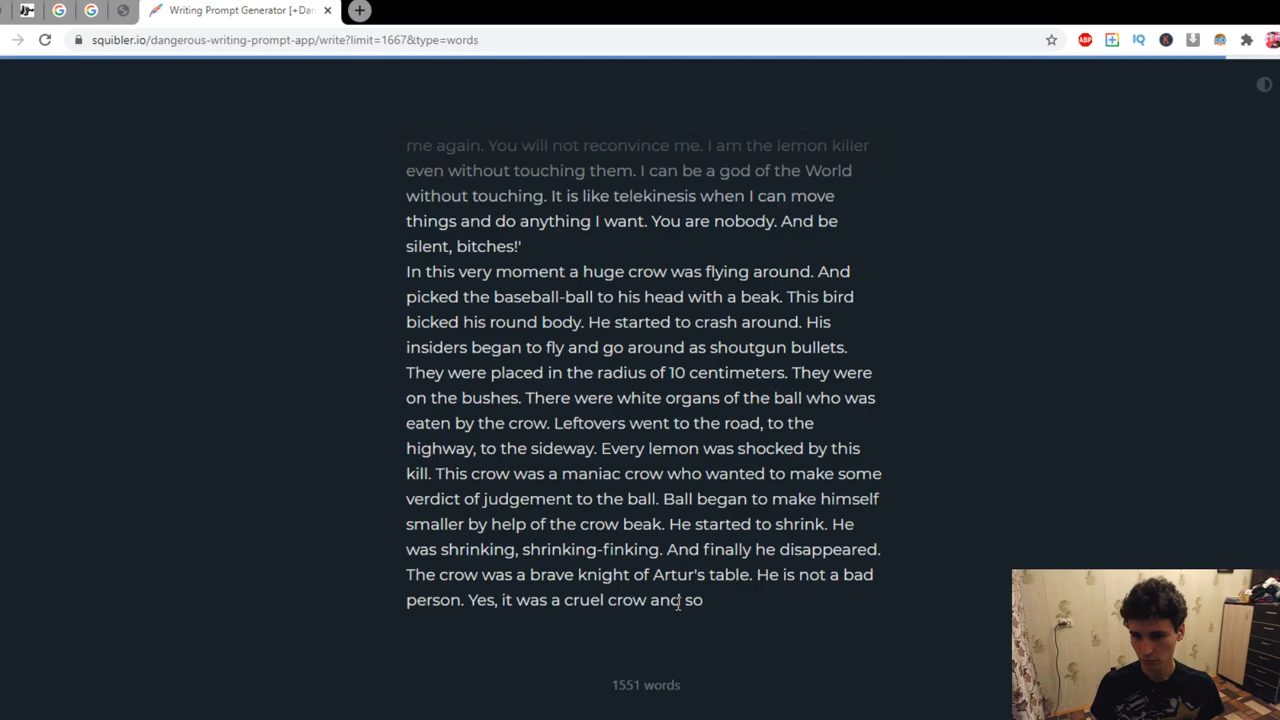 Writing Prompt Generator [+Dan
squibler.io/dangerous-writing-prompt-app/write?limit=1667&type=words
ABP
IQ
K
me again. You will not reconvince me. I am the lemon killer
even without touching them. I can be a god of the World
without touching. It is like telekinesis when I can move
things and do anything I want. You are nobody. And be
silent, bitches!'
In this very moment a huge crow was flying around. And
picked the baseball-ball to his head with a beak. This bird
bicked his round body. He started to crash around. His
insiders began to fly and go around as shoutgun bullets.
They were placed in the radius of 10 centimeters. They were
on the bushes. There were white organs of the ball who was
eaten by the crow. Leftovers went to the road, to the
highway, to the sideway. Every lemon was shocked by this
kill. This crow was a maniac crow who wanted to make some
verdict of judgement to the ball. Ball began to make himself
smaller by help of the crow beak. He started to shrink. He
was shrinking, shrinking-finking. And finally he disappeared.
The crow was a brave knight of Artur's table. He is not a bad
person. Yes, it was a cruel crow and so
1551 words